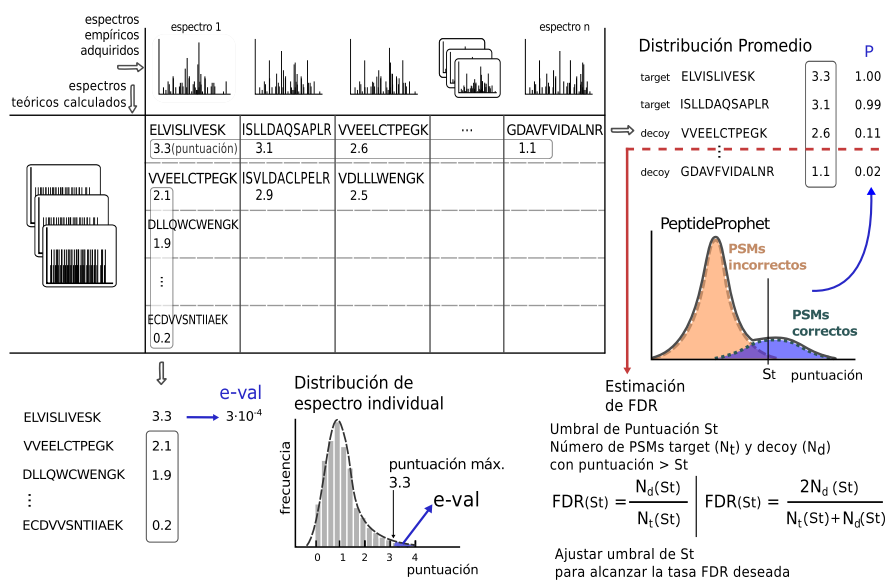 espectros
empíricos
adquiridos
espectro 1
espectro n
espectros
teóricos calculados
ELVISLIVESK
ISLLDAQSAPLR
VVEELCTPEGK
...
GDAVFVIDALNR
3.3(puntuación)
3.1
2.6
1.1
VVEELCTPEGK
ISVLDACLPELR
VDLLLWENGK
2.1
2.9
2.5
DLLQWCWENGK
1.9
...
ECDVVSNTIIAEK
0.2
Distribución Promedio
P
target ELVISLIVESK 3.3 1.00
target ISLLDAQSAPLR 3.1 0.99
decoy VVEELCTPEGK 2.6 0.11
...
decoy GDAVFVIDALNR 1.1 0.02
PeptideProphet
PSMs
incorrectos
PSMs
correctos
St
puntuación
e-val
ELVISLIVESK 3.3 3·10-4
VVEELCTPEGK 2.1
DLLQWCWENGK 1.9
...
ECDVVSNTIIAEK 0.2
Distribución de
espectro individual
frecuencia
puntuación máx.
3.3
e-val
0 1 2 3 4
puntuación
Estimación
de FDR
Umbral de Puntuación St
Número de PSMs target (Nt) y decoy (Nd)
con puntuación > St
FDR(St) = Nd(St) / Nt(St) | FDR(St) = 2Nd (St) / Nt(St)+Nd(St)
Ajustar umbral de St
para alcanzar la tasa FDR deseada